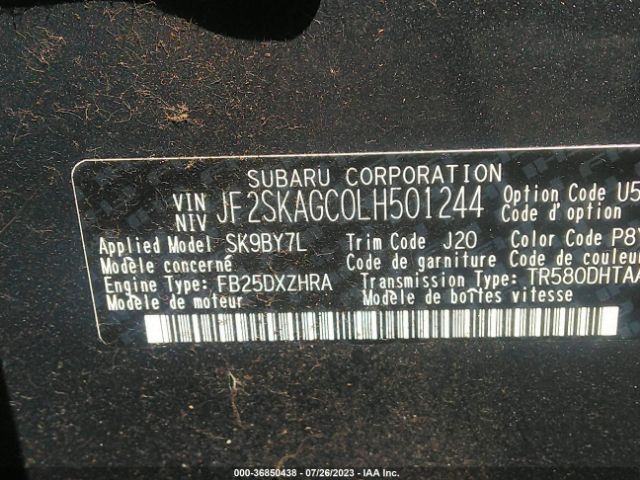 SUBARU CORPORATION
VIN NIV JF2SKAGC0LH501244 Option Code U5
Code d'option
Applied Model SK9BY7L Trim Code J20 Color Code P8Y
Modèle concerné Code de garniture Code de couleu
Engine Type: FB25DXZHRA Transmission Type: TR580DHTAA
Modèle de moteur Modèle de boîtes vitesse
000-36850438 - 07/26/2023 - IAA Inc.